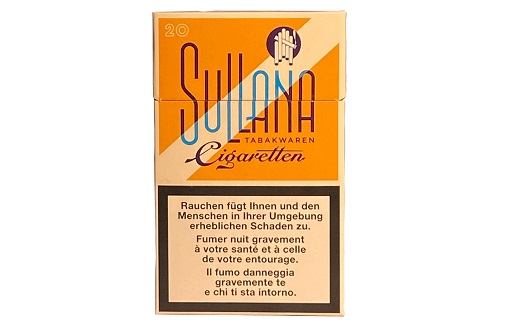 20
SULLANA
TABAKWAREN
Cigaretten
Rauchen fügt Ihnen und den
Menschen in Ihrer Umgebung
erheblichen Schaden zu.
Fumer nuit gravement
à votre santé et à celle
de votre entourage.
Il fumo danneggia
gravemente te
e chi ti sta intorno.